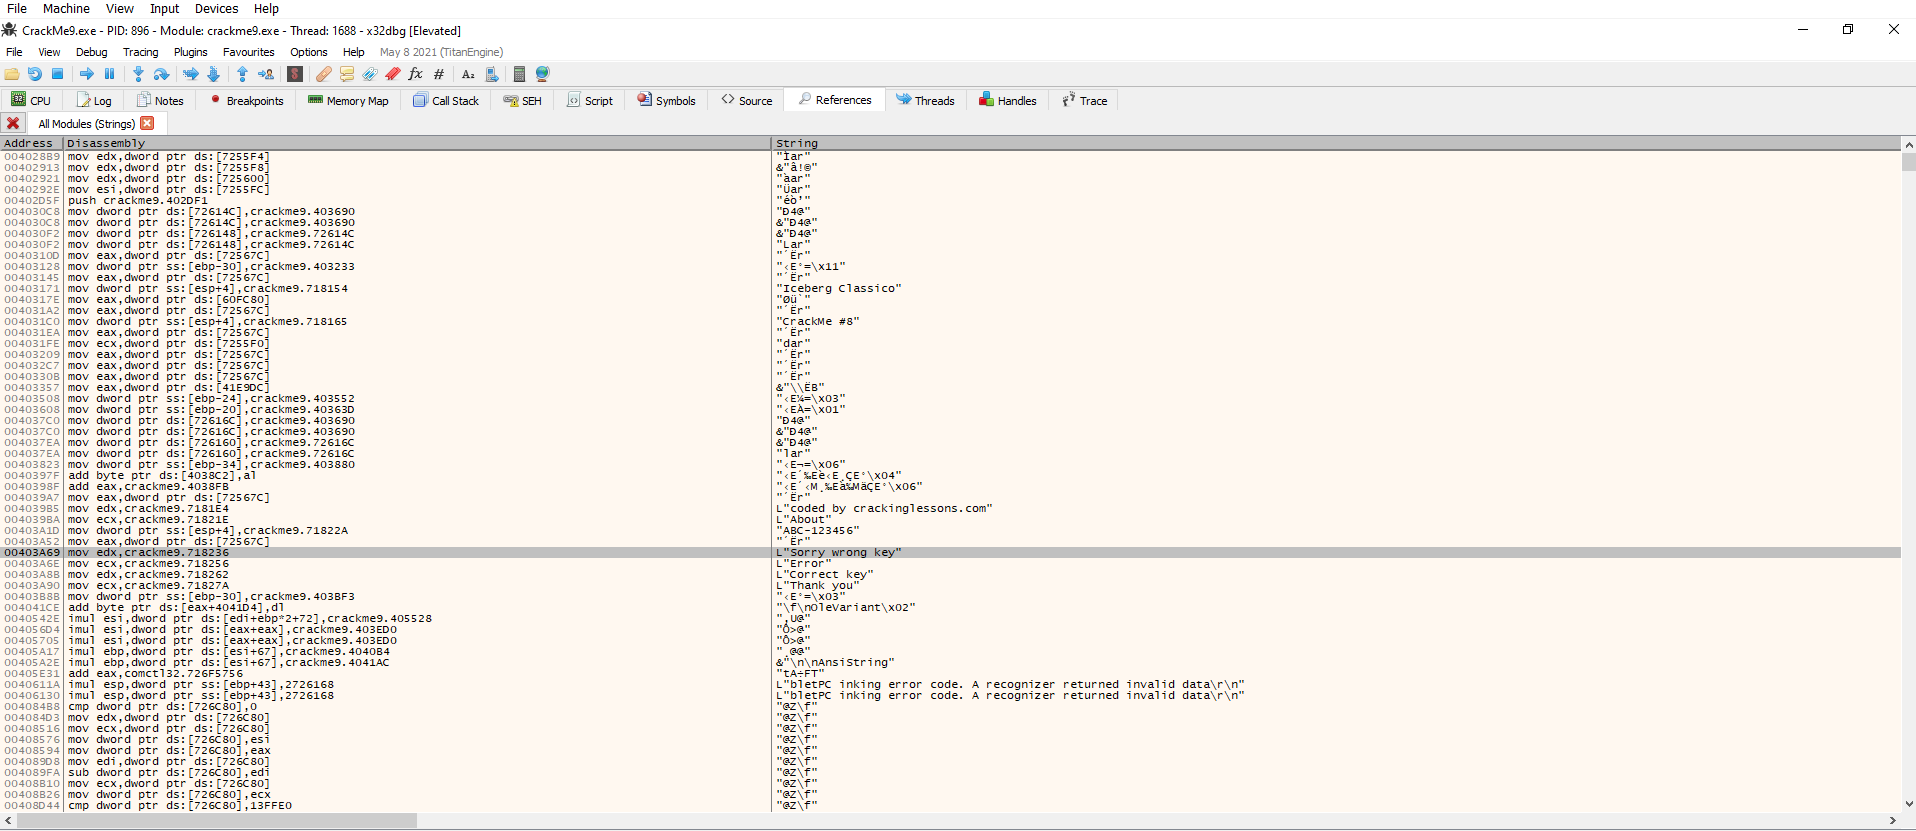 File Machine View Input Devices Help
CrackMe9.exe - PID: 896 - Module: crackme9.exe - Thread: 1688 - x32dbg [Elevated]
File View Debug Tracing Plugins Favourites Options Help May 8 2021 (TitanEngine)
CPU Log Notes Breakpoints Memory Map Call Stack SEH Script Symbols Source References Threads Handles Trace
All Modules (Strings)
Address Disassembly String
004028B9 mov edx,dword ptr ds:[7255F4] "Ìar"
00402913 mov edx,dword ptr ds:[7255F8] &"å!@"
00402921 mov edx,dword ptr ds:[725600] "àar"
0040292E mov esi,dword ptr ds:[7255FC] "Üar"
00402D5F push crackme9.402DF1 "éò'"
004030C8 mov dword ptr ds:[72614C],crackme9.403690 "Ð4@"
004030C8 mov dword ptr ds:[72614C],crackme9.403690 &"Ð4@"
004030F2 mov dword ptr ds:[726148],crackme9.72614C &"Ð4@"
004030F2 mov dword ptr ds:[726148],crackme9.72614C "Lar"
0040310D mov eax,dword ptr ds:[72567C] "´Ër"
00403128 mov dword ptr ss:[ebp-30],crackme9.403233 "‹E°=\x11"
00403145 mov eax,dword ptr ds:[72567C] "´Ër"
00403171 mov dword ptr ss:[esp+4],crackme9.718154 "Iceberg Classico"
0040317E mov eax,dword ptr ds:[60FC80] "Øü`"
004031A2 mov eax,dword ptr ds:[72567C] "´Ër"
004031C0 mov dword ptr ss:[esp+4],crackme9.718165 "CrackMe #8"
004031EA mov eax,dword ptr ds:[72567C] "´Ër"
004031FE mov ecx,dword ptr ds:[7255F0] "dar"
00403209 mov eax,dword ptr ds:[72567C] "´Ër"
004032C7 mov eax,dword ptr ds:[72567C] "´Ër"
0040330B mov eax,dword ptr ds:[72567C] "´Ër"
00403357 mov eax,dword ptr ds:[41E9DC] &"\\ËB"
00403508 mov dword ptr ss:[ebp-24],crackme9.403552 "‹E¼=\x03"
00403608 mov dword ptr ss:[ebp-20],crackme9.40363D "‹EÀ=\x01"
004037C0 mov dword ptr ds:[72616C],crackme9.403690 "Ð4@"
004037C0 mov dword ptr ds:[72616C],crackme9.403690 &"Ð4@"
004037EA mov dword ptr ds:[726160],crackme9.72616C &"Ð4@"
004037EA mov dword ptr ds:[726160],crackme9.72616C "lar"
00403823 mov dword ptr ss:[ebp-34],crackme9.403880 "‹E¬=\x06"
0040397F add byte ptr ds:[4038C2],al "‹E´‰Eè‹E¸ÇE°\x04"
0040398F add eax,crackme9.4038FB "‹E´‹M¸‰Eà‰MäÇE°\x06"
004039A7 mov eax,dword ptr ds:[72567C] "´Ër"
004039B5 mov edx,crackme9.7181E4 L"coded by crackinglessons.com"
004039BA mov ecx,crackme9.71821E L"About"
00403A1D mov dword ptr ss:[esp+4],crackme9.71822A "ABC-123456"
00403A52 mov eax,dword ptr ds:[72567C] "´Ër"
00403A69 mov edx,crackme9.718236 L"Sorry wrong key"
00403A6E mov ecx,crackme9.718256 L"Error"
00403A8B mov edx,crackme9.718262 L"Correct key"
00403A90 mov ecx,crackme9.71827A L"Thank you"
00403B8B mov dword ptr ss:[ebp-30],crackme9.403BF3 "‹E°=\x03"
004041CE add byte ptr ds:[eax+4041D4],dl "\f\nOleVariant\x02"
0040542E imul esi,dword ptr ds:[edi+ebp*2+72],crackme9.405528 "‚U@"
004056D4 imul esi,dword ptr ds:[eax+eax],crackme9.403ED0 "Ô>@"
00405705 imul esi,dword ptr ds:[eax+eax],crackme9.403ED0 "Ô>@"
00405A17 imul ebp,dword ptr ds:[esi+67],crackme9.4040B4 "¸@@"
00405A2E imul ebp,dword ptr ds:[esi+67],crackme9.4041AC &"\n\nAnsiString"
00405E31 add eax,comctl32.726F5756 "tA÷FT"
0040611A imul esp,dword ptr ss:[ebp+43],2726168 L"bletPC inking error code. A recognizer returned invalid data\r\n"
00406130 imul esp,dword ptr ss:[ebp+43],2726168 L"bletPC inking error code. A recognizer returned invalid data\r\n"
004084B8 cmp dword ptr ds:[726C80],0 "@Z\f"
004084D3 mov edx,dword ptr ds:[726C80] "@Z\f"
00408516 mov ecx,dword ptr ds:[726C80] "@Z\f"
00408576 mov dword ptr ds:[726C80],esi "@Z\f"
00408594 mov dword ptr ds:[726C80],eax "@Z\f"
004089D8 mov edi,dword ptr ds:[726C80] "@Z\f"
004089FA sub dword ptr ds:[726C80],edi "@Z\f"
00408B10 mov ecx,dword ptr ds:[726C80] "@Z\f"
00408B26 mov dword ptr ds:[726C80],ecx "@Z\f"
00408D44 cmp dword ptr ds:[726C80],13FFE0 "@Z\f"